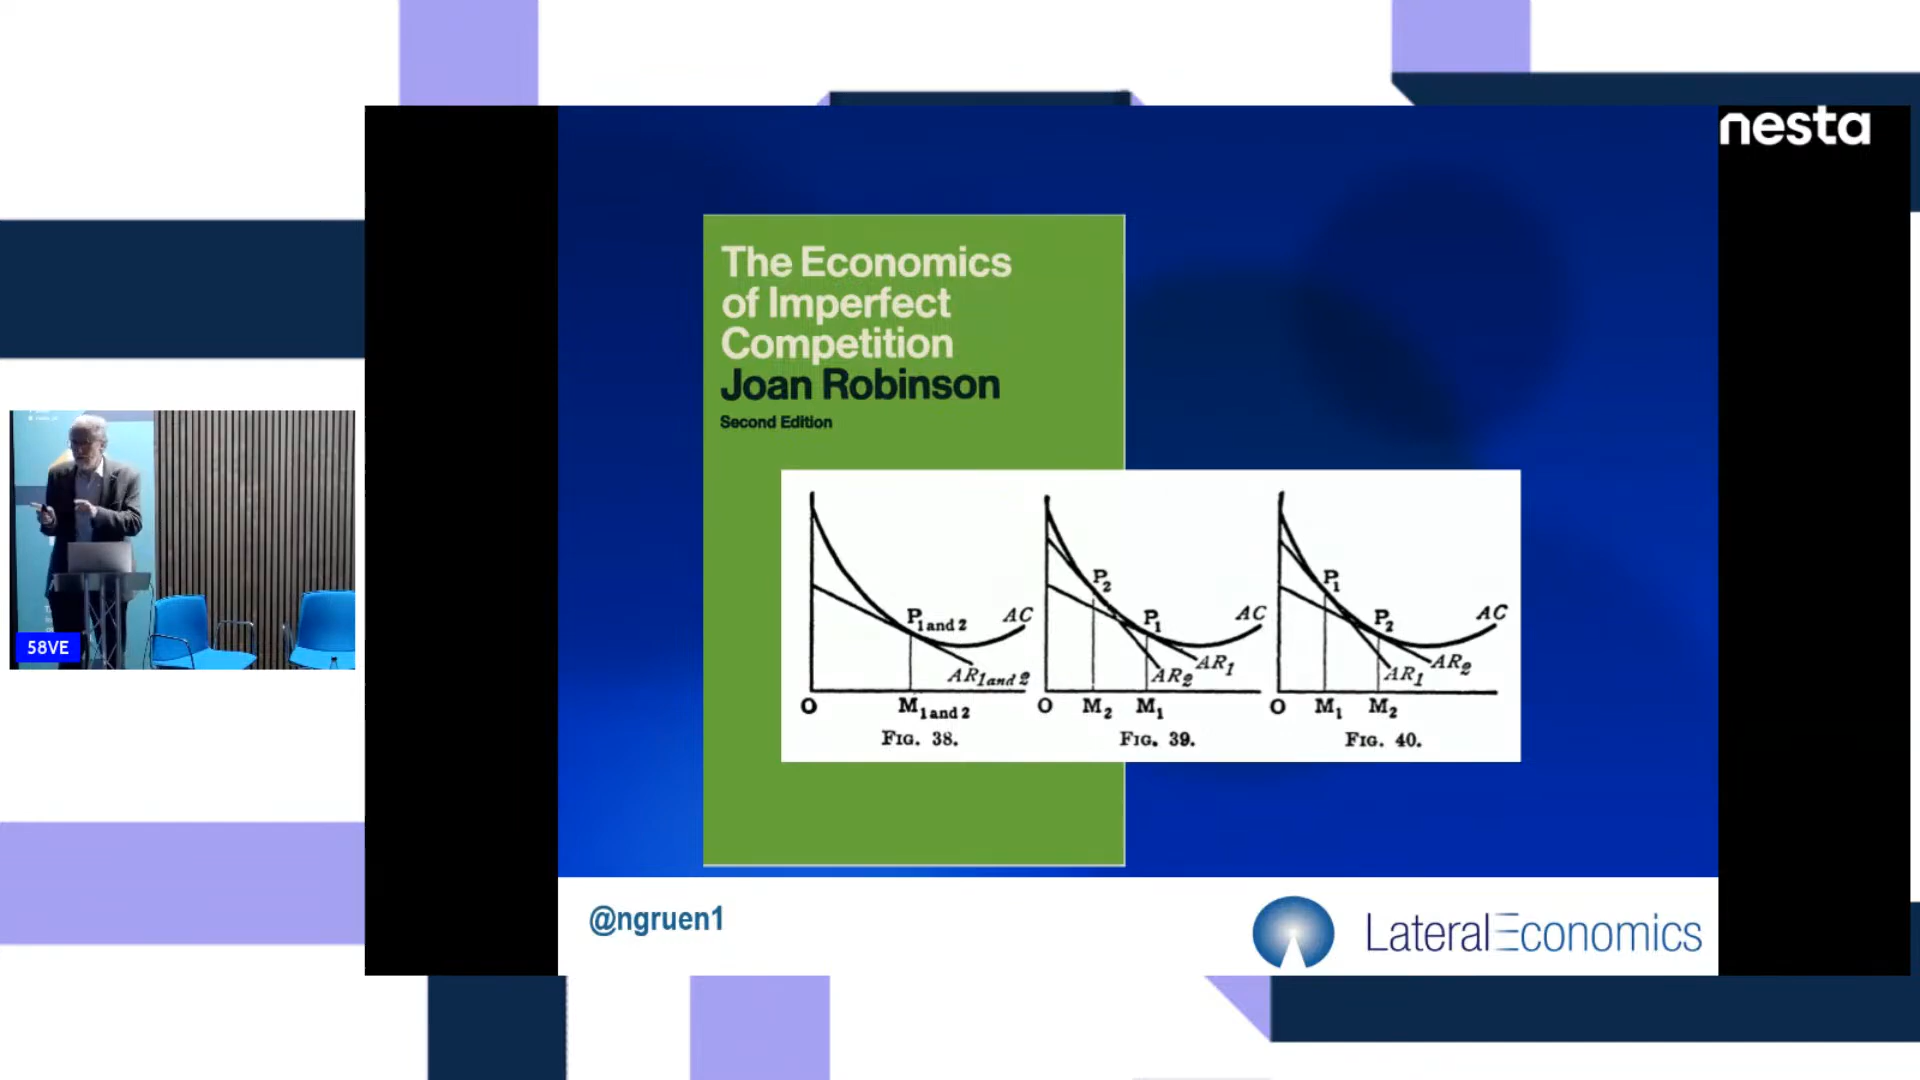 nesta
The Economics
of Imperfect
Competition
Joan Robinson
Second Edition
P1 and 2
AC
AR1 and 2
O
M1 and 2
FIG. 38.
P2
P1
AC
AR1
AR2
O
M2
M1
FIG. 39.
P1
P2
AC
AR2
AR1
O
M1
M2
FIG. 40.
58VE
@ngruen1
LateralEconomics